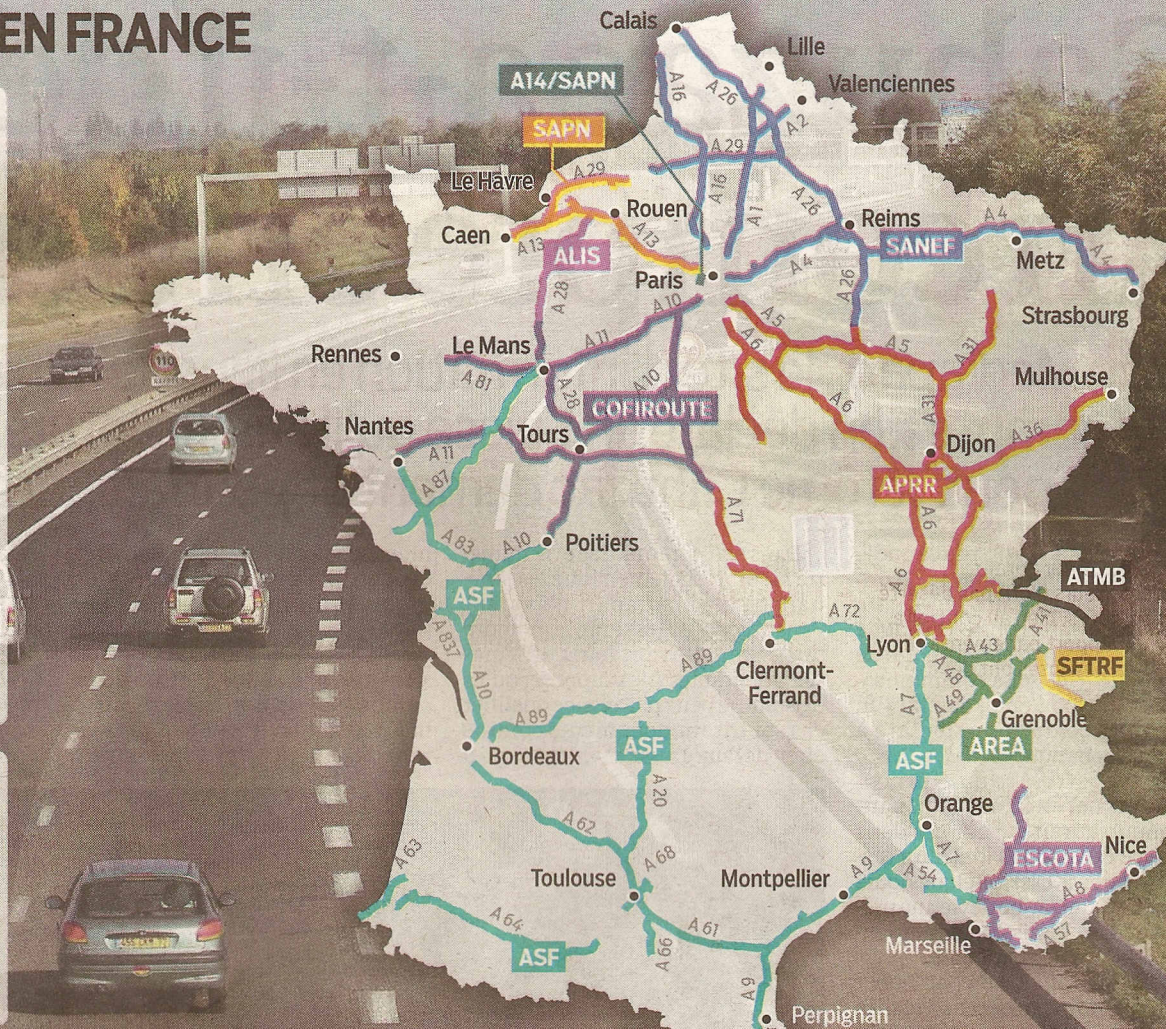 EN FRANCE
Calais
Lille
A14/SAPN
Valenciennes
A 16
A 26
A 2
SAPN
A 29
A 29
Le Havre
A 16
A 1
A 26
Rouen
Reims
A 4
Caen
A 13
A 13
SANEF
ALIS
A 4
Metz
A 4
Paris
A 26
A 28
A 10
Strasbourg
A 5
Rennes
Le Mans
A 11
A 6
A 5
A 31
110
A 81
A 28
A 10
Mulhouse
COFIROUTE
A 6
A 31
Nantes
Tours
A 36
Dijon
A 11
A 87
APRR
A 71
A 6
A 83
A 10
Poitiers
A 6
ATMB
ASF
A 72
A 41
A 837
Lyon
A 43
A 89
Clermont-
Ferrand
A 48
SFTRF
A 10
A 7
A 49
A 89
Grenoble
ASF
AREA
Bordeaux
ASF
A 20
Orange
A 62
A 63
A 7
Nice
A 68
ESCOTA
Toulouse
Montpellier
A 9
A 54
A 8
A 64
A 61
A 57
ASF
A 66
Marseille
A 9
Perpignan